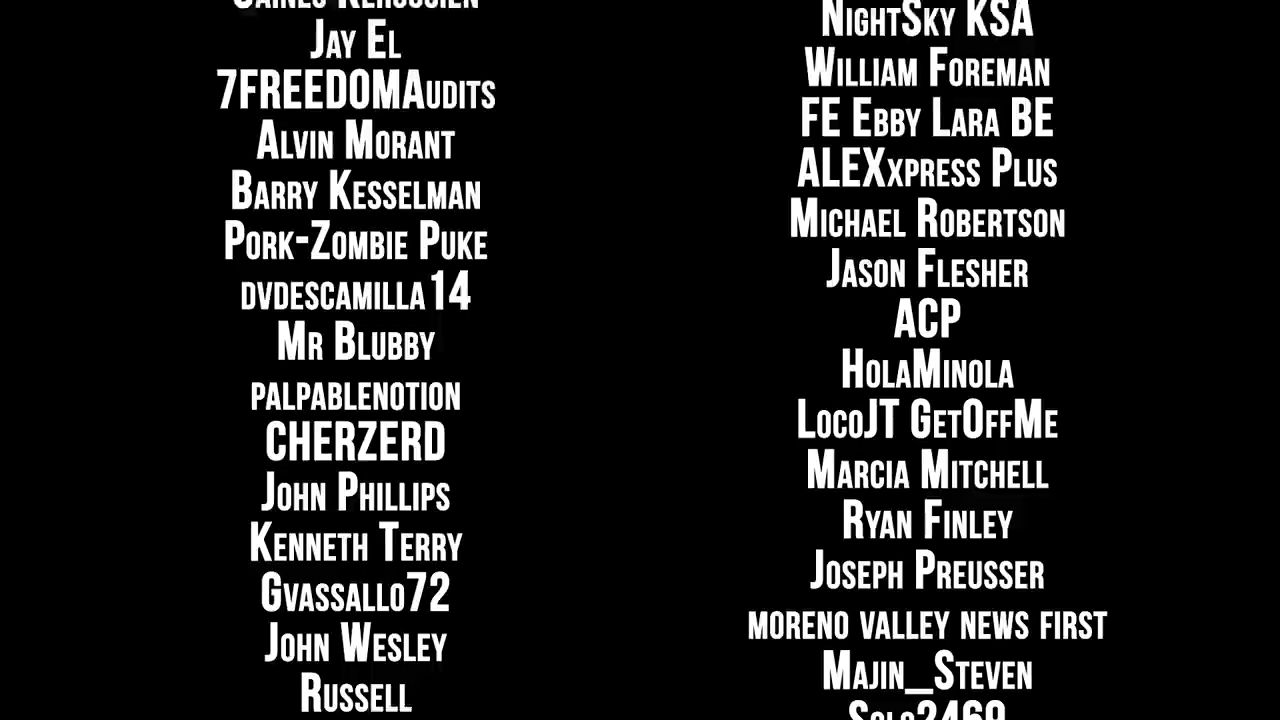 Jay El
7FREEDOMAudits
Alvin Morant
Barry Kesselman
Pork-Zombie Puke
dvdescamilla14
Mr Blubby
palpablenotion
CHERZERD
John Phillips
Kenneth Terry
Gvassallo72
John Wesley
Russell
NightSky KSA
William Foreman
FE Ebby Lara BE
ALEXxpress Plus
Michael Robertson
Jason Flesher
ACP
HolaMinola
LocoJT GetOffMe
Marcia Mitchell
Ryan Finley
Joseph Preusser
moreno valley news first
Majin_Steven